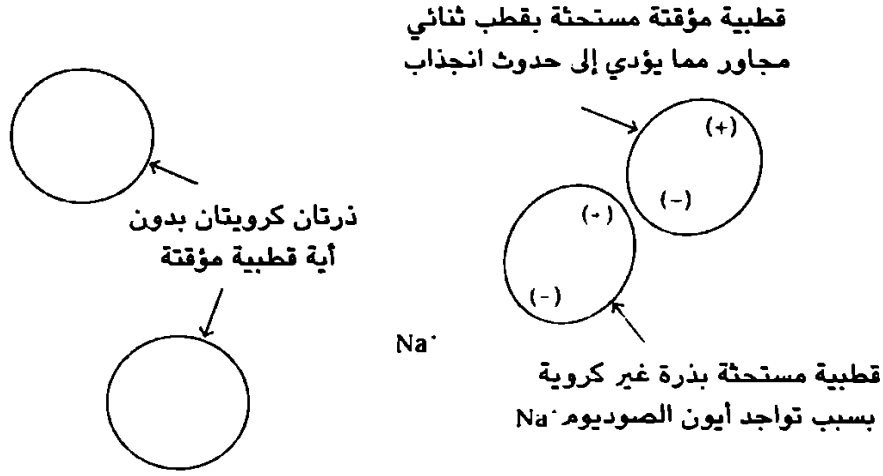 قطبية مؤقتة مستحثة بقطب ثنائي
مجاور مما يؤدي إلى حدوث انجذاب
(+)
(-)
(+)
(-)
ذرتان كرويتان بدون
أية قطبية مؤقتة
Na⁺
قطبية مستحثة بذرة غير كروية
بسبب تواجد أيون الصوديوم Na⁺